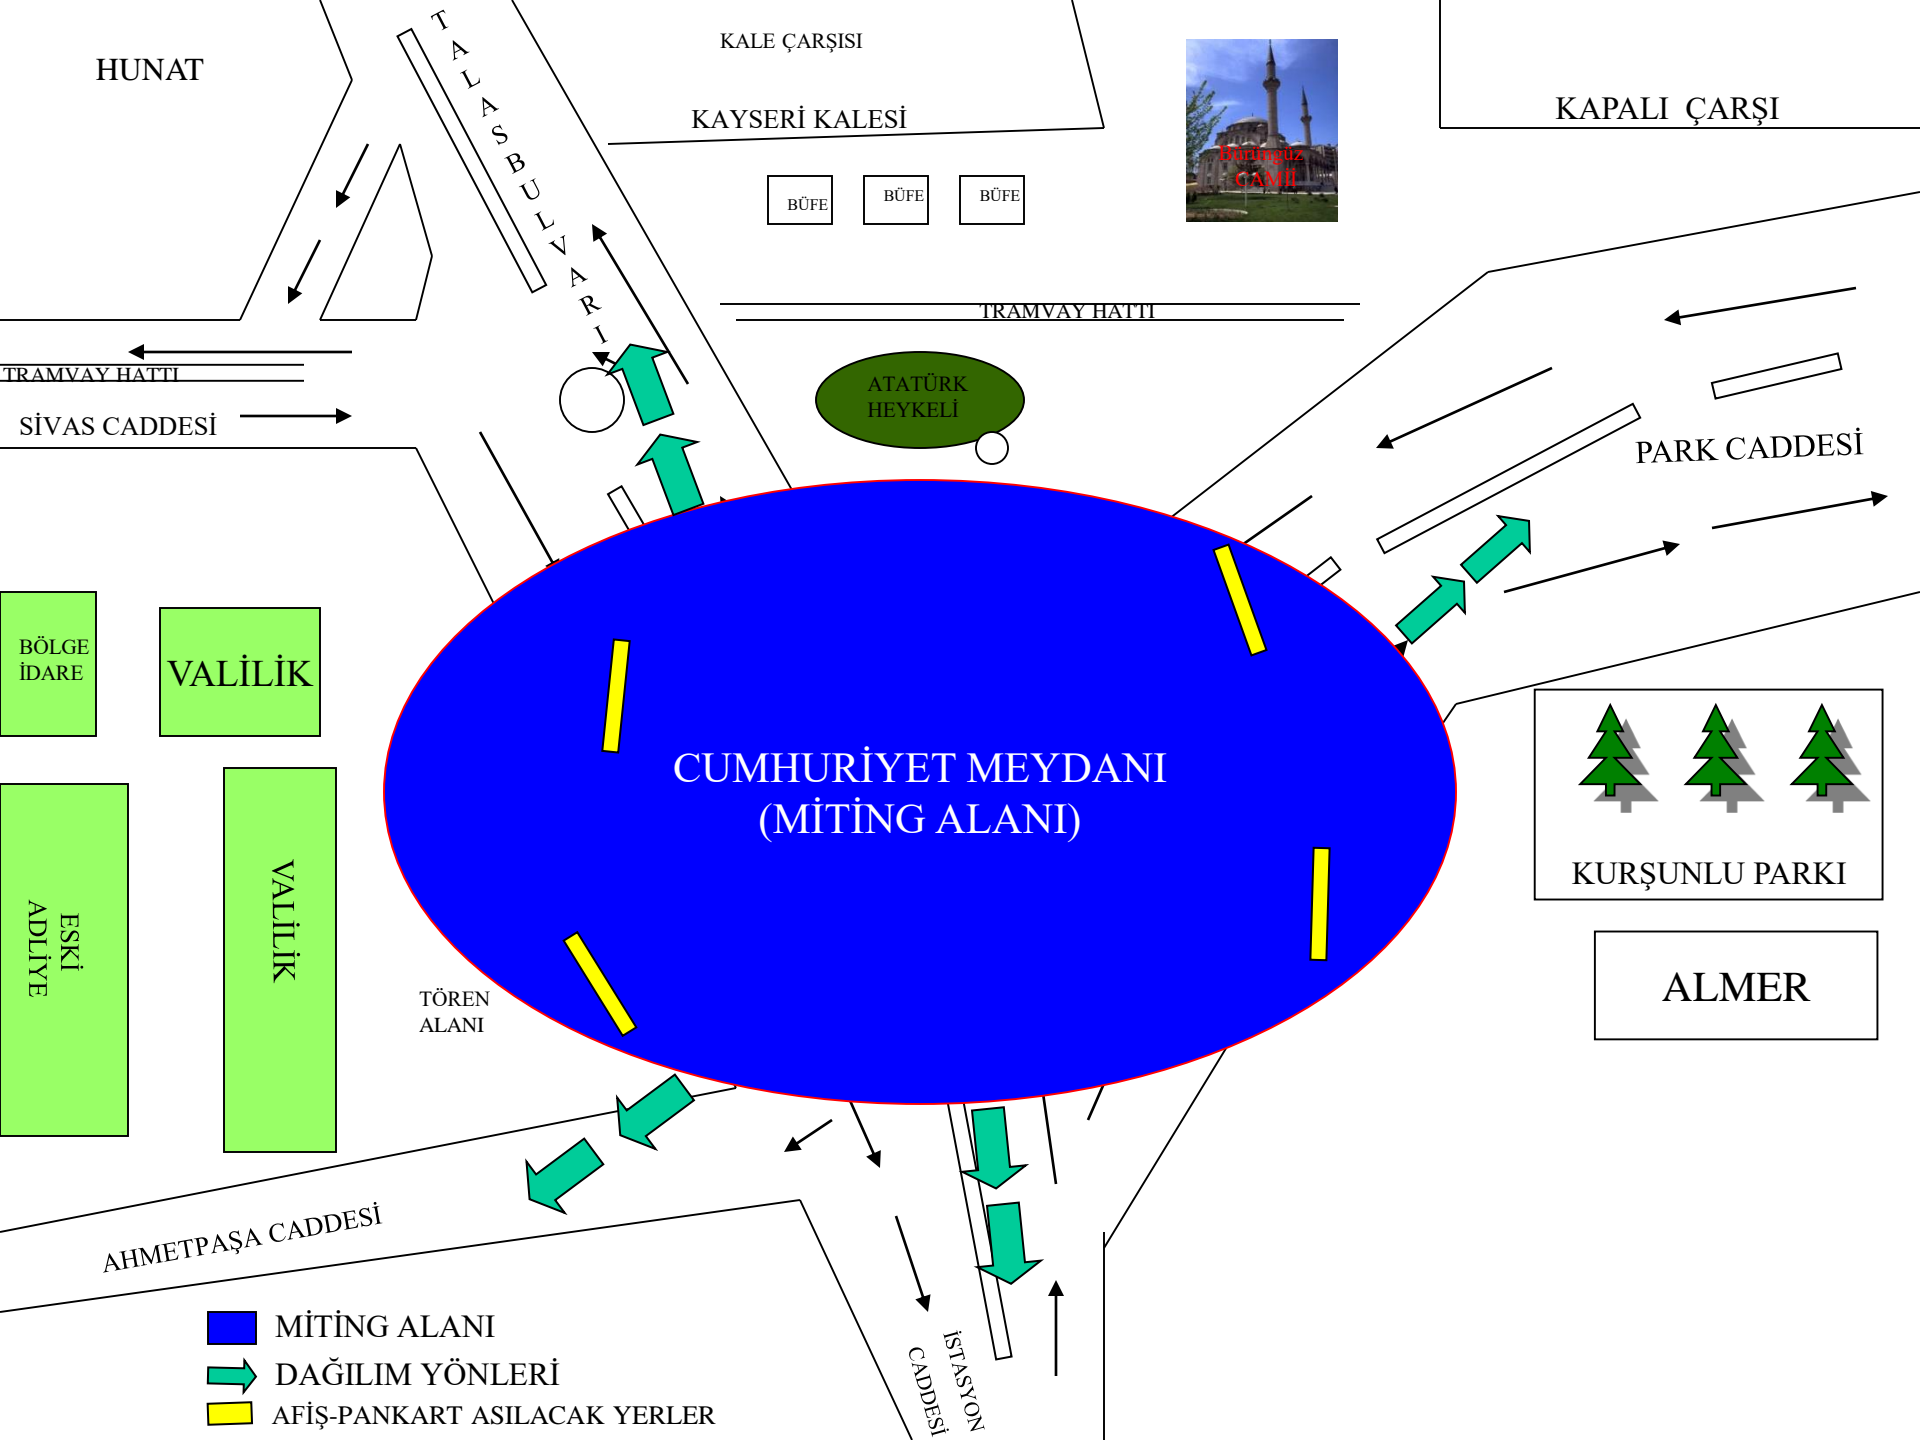 HUNAT
TALAS BULVARI
KALE ÇARŞISI
KAYSERİ KALESİ
Bürüngüz
CAMİİ
KAPALI ÇARŞI
BÜFE
BÜFE
BÜFE
TRAMVAY HATTI
TRAMVAY HATTI
SİVAS CADDESİ
ATATÜRK
HEYKELİ
PARK CADDESİ
BÖLGE
İDARE
VALİLİK
CUMHURİYET MEYDANI
(MİTİNG ALANI)
KURŞUNLU PARKI
ALMER
ESKİ
ADLİYE
VALİLİK
TÖREN
ALANI
AHMETPAŞA CADDESİ
İSTASYON
CADDESİ
MİTİNG ALANI
DAĞILIM YÖNLERİ
AFİŞ-PANKART ASILACAK YERLER